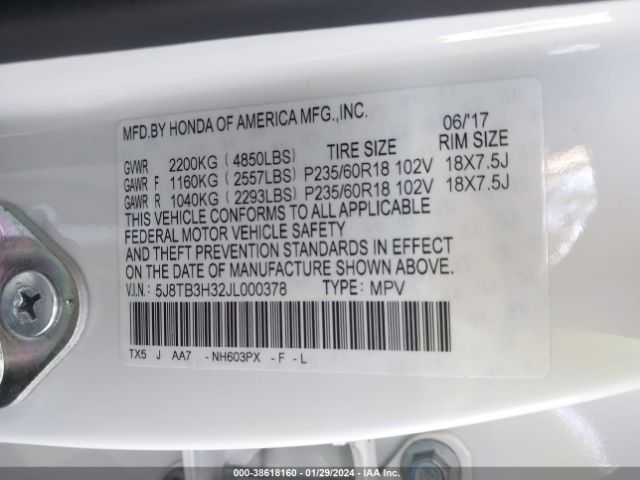 MFD.BY HONDA OF AMERICA MFG.,INC. 06/'17
GVWR 2200KG (4850LBS) TIRE SIZE RIM SIZE
GAWR F 1160KG (2557LBS) P235/60R18 102V 18X7.5J
GAWR R 1040KG (2293LBS) P235/60R18 102V 18X7.5J
THIS VEHICLE CONFORMS TO ALL APPLICABLE
FEDERAL MOTOR VEHICLE SAFETY
AND THEFT PREVENTION STANDARDS IN EFFECT
ON THE DATE OF MANUFACTURE SHOWN ABOVE.
V.I.N.: 5J8TB3H32JL000378 TYPE: MPV
TX5 J AA7 -NH603PX -F -L
000-38618160 - 01/29/2024 - IAA Inc.